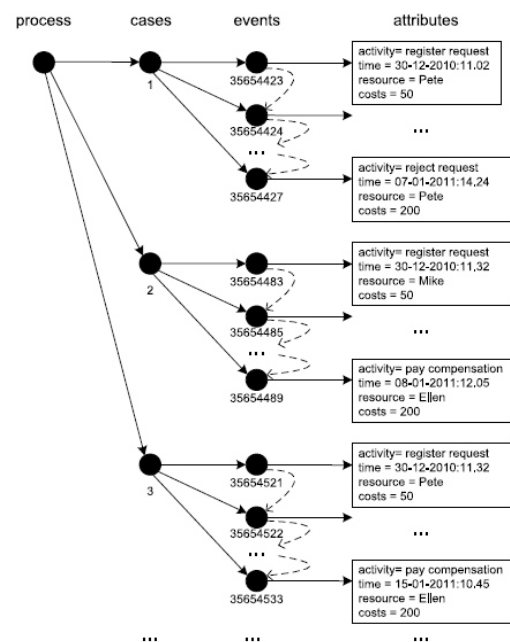 process cases events attributes
activity= register request
time = 30-12-2010:11.02
resource = Pete
costs = 50
1
35654423
35654424
...
...
activity= reject request
time = 07-01-2011:14.24
resource = Pete
costs = 200
35654427
activity= register request
time = 30-12-2010:11.32
resource = Mike
costs = 50
2
35654483
35654485
...
...
activity= pay compensation
time = 08-01-2011:12.05
resource = Ellen
costs = 200
35654489
activity= register request
time = 30-12-2010:11.32
resource = Pete
costs = 50
3
35654521
35654522
...
...
activity= pay compensation
time = 15-01-2011:10.45
resource = Ellen
costs = 200
35654533
... ... ...